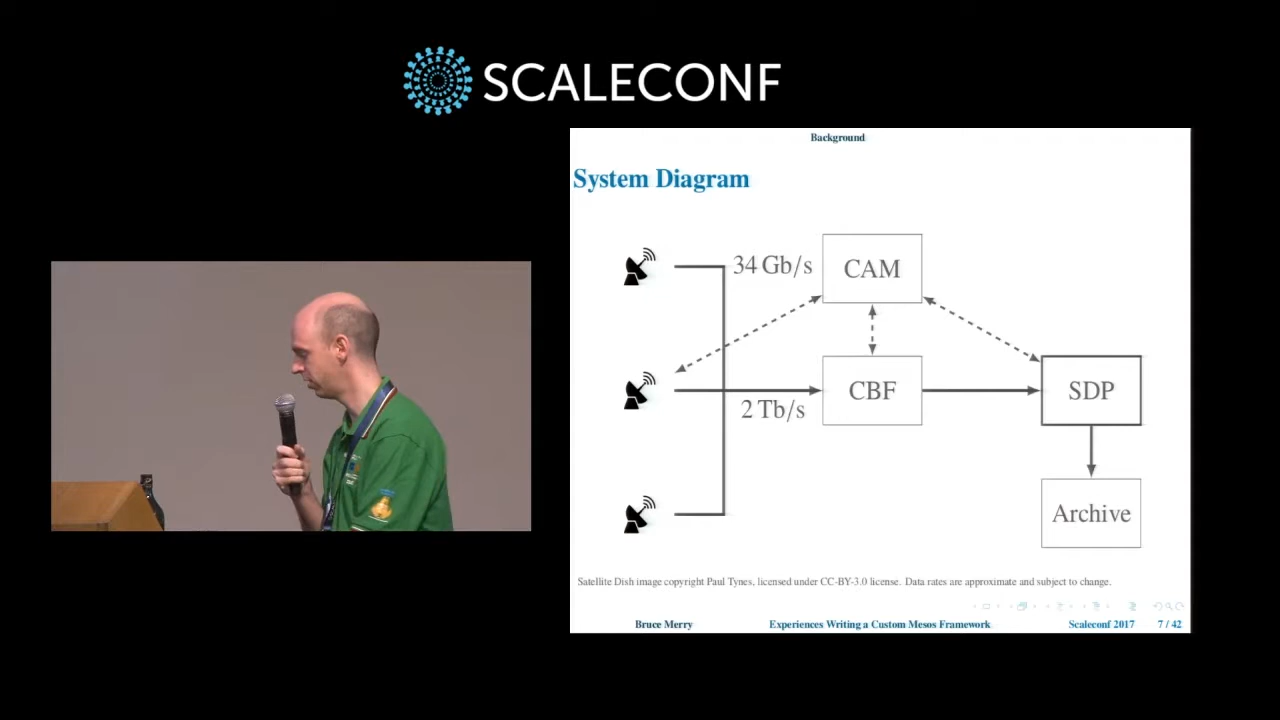 SCALECONF
Background
System Diagram
34 Gb/s
CAM
2 Tb/s
CBF
SDP
Archive
Satellite Dish image copyright Paul Tynes, licensed under CC-BY-3.0 license. Data rates are approximate and subject to change.
Bruce Merry
Experiences Writing a Custom Mesos Framework
Scaleconf 2017
7 / 42